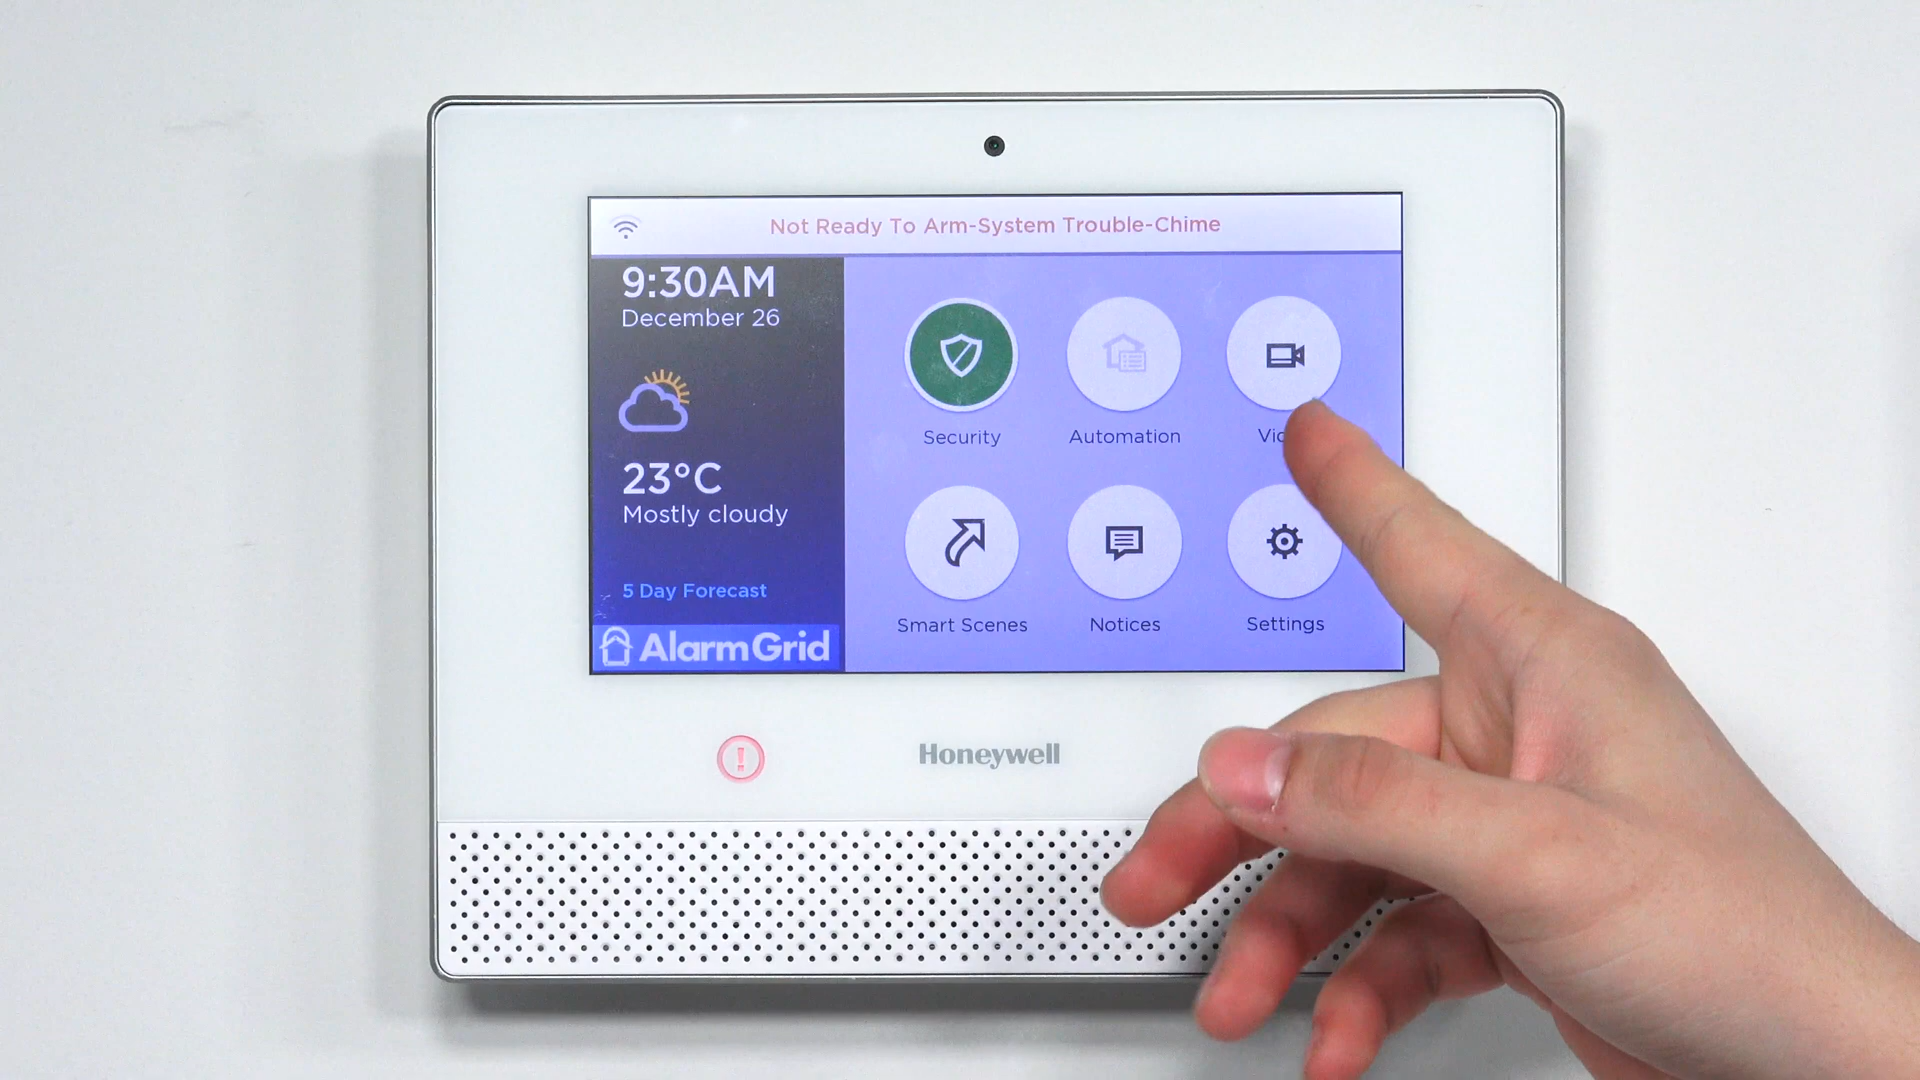 Not Ready To Arm-System Trouble-Chime
9:30AM
December 26
23°C
Mostly cloudy
5 Day Forecast
AlarmGrid
Security
Automation
Smart Scenes
Notices
Settings
Honeywell